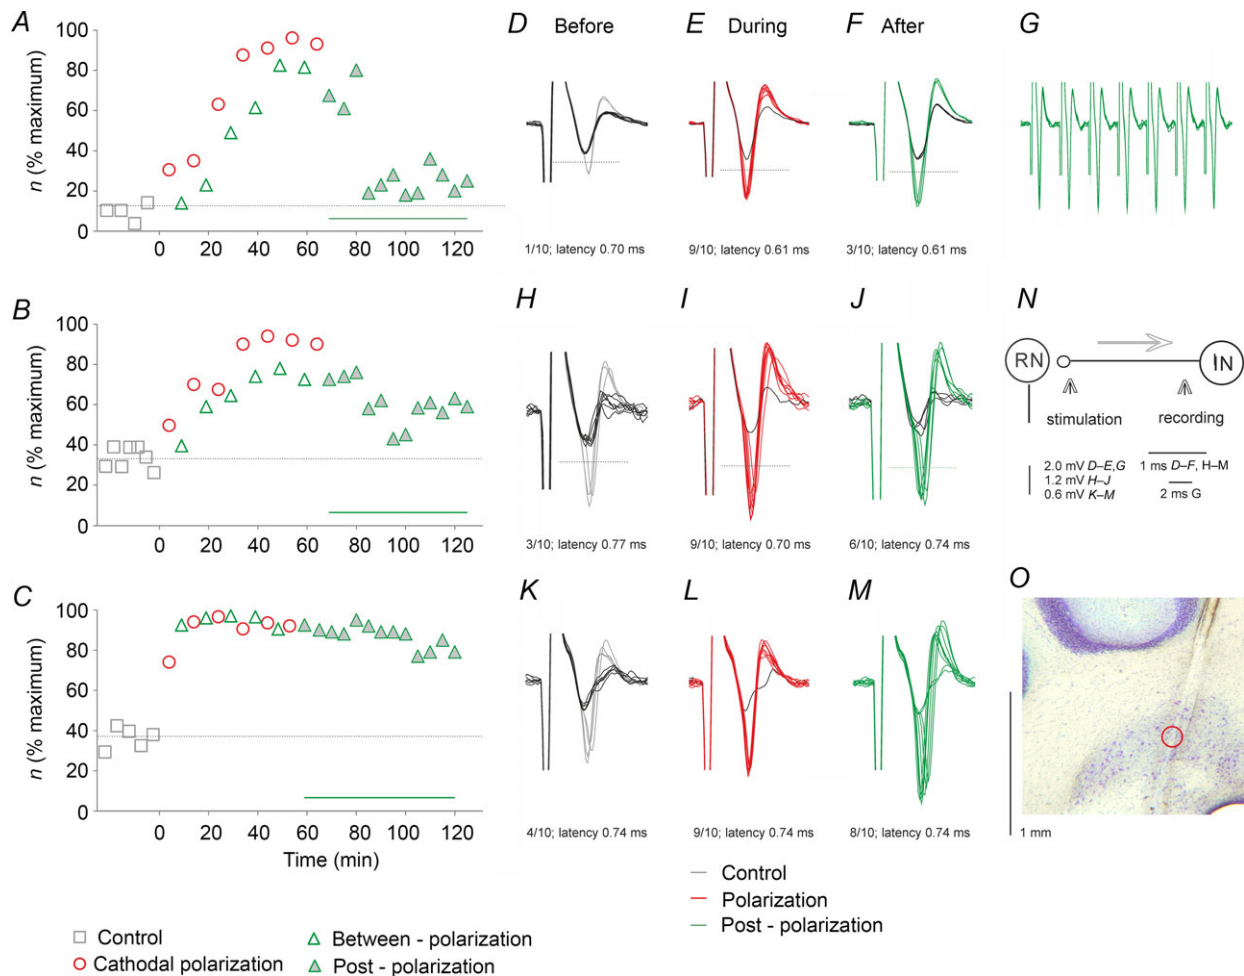 A
n (% maximum)
100
80
60
40
20
0
0 20 40 60 80 100 120
D Before
1/10; latency 0.70 ms
E During
9/10; latency 0.61 ms
F After
3/10; latency 0.61 ms
G
B
n (% maximum)
100
80
60
40
20
0
0 20 40 60 80 100 120
H
3/10; latency 0.77 ms
I
9/10; latency 0.70 ms
J
6/10; latency 0.74 ms
N
RN
IN
stimulation
recording
2.0 mV D–E,G
1.2 mV H–J
0.6 mV K–M
1 ms D–F, H–M
2 ms G
C
n (% maximum)
100
80
60
40
20
0
0 20 40 60 80 100 120
Time (min)
K
4/10; latency 0.74 ms
L
9/10; latency 0.74 ms
M
8/10; latency 0.74 ms
O
1 mm
Control
Polarization
Post - polarization
Control
Cathodal polarization
Between - polarization
Post - polarization